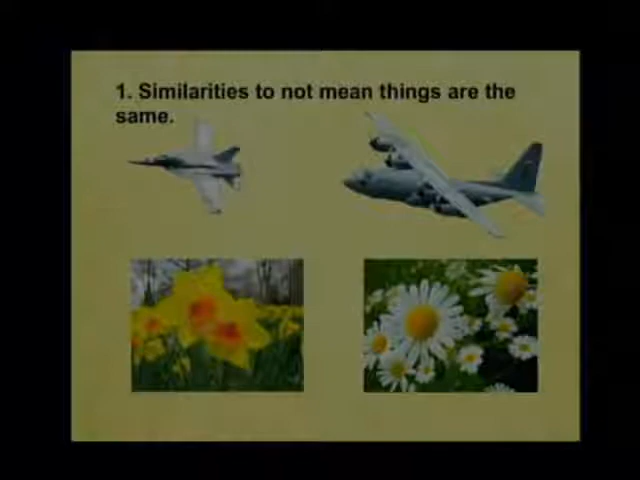 1. Similarities to not mean things are the
same.